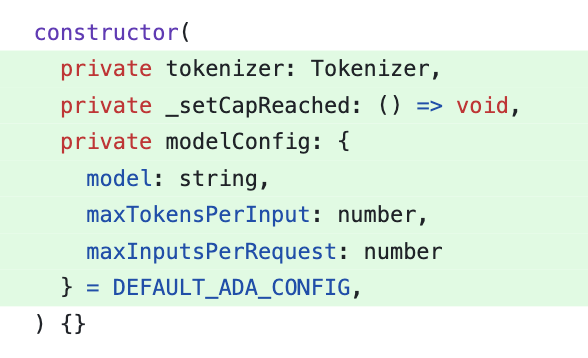 constructor(
  private tokenizer: Tokenizer,
  private _setCapReached: () => void,
  private modelConfig: {
    model: string,
    maxTokensPerInput: number,
    maxInputsPerRequest: number
  } = DEFAULT_ADA_CONFIG,
) {}